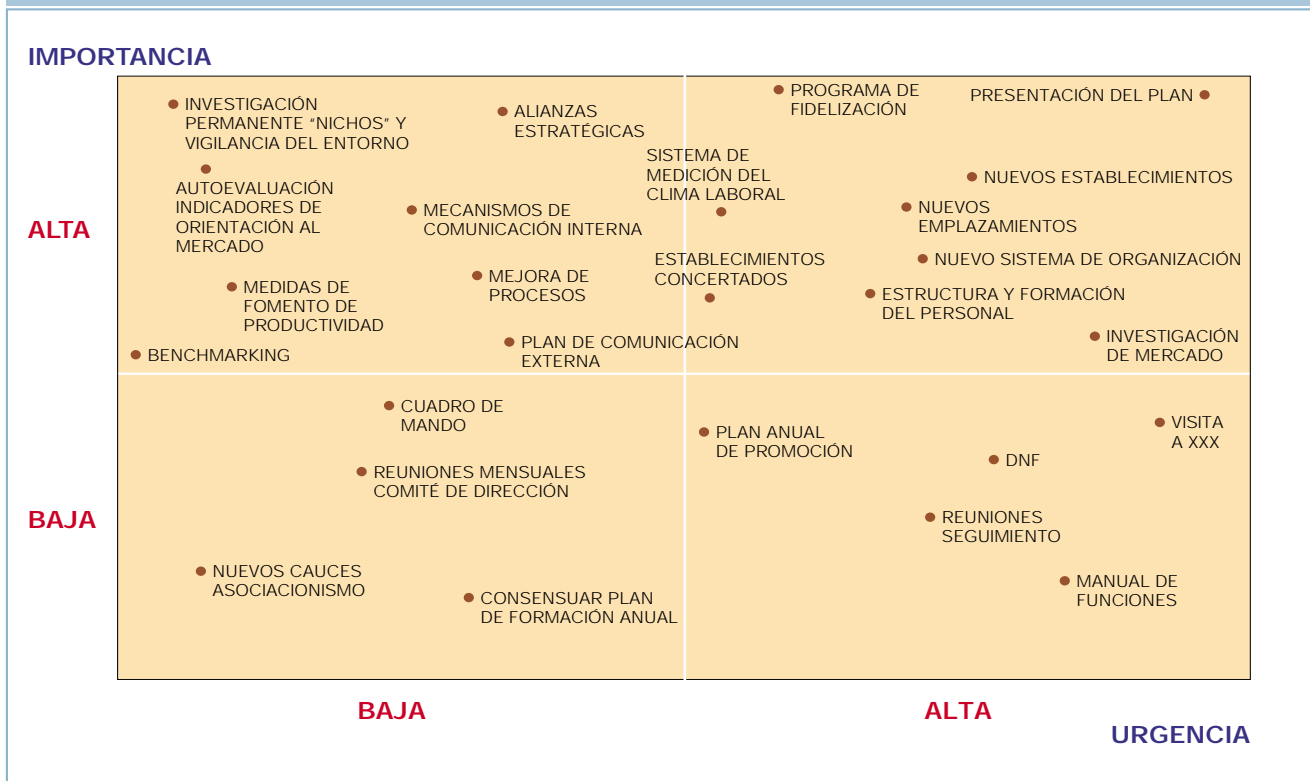 IMPORTANCIA
INVESTIGACIÓN
PERMANENTE "NICHOS" Y
VIGILANCIA DEL ENTORNO
ALIANZAS
ESTRATÉGICAS
PROGRAMA DE
FIDELIZACIÓN
PRESENTACIÓN DEL PLAN
AUTOEVALUACIÓN
INDICADORES DE
ORIENTACIÓN AL
MERCADO
MECANISMOS DE
COMUNICACIÓN INTERNA
SISTEMA DE
MEDICIÓN DEL
CLIMA LABORAL
NUEVOS ESTABLECIMIENTOS
NUEVOS
EMPLAZAMIENTOS
ALTA
MEDIDAS DE
FOMENTO DE
PRODUCTIVIDAD
MEJORA DE
PROCESOS
ESTABLECIMIENTOS
CONCERTADOS
NUEVO SISTEMA DE ORGANIZACIÓN
ESTRUCTURA Y FORMACIÓN
DEL PERSONAL
BENCHMARKING
PLAN DE COMUNICACIÓN
EXTERNA
INVESTIGACIÓN
DE MERCADO
CUADRO DE
MANDO
PLAN ANUAL
DE PROMOCIÓN
VISITA
A XXX
REUNIONES MENSUALES
COMITÉ DE DIRECCIÓN
DNF
BAJA
REUNIONES
SEGUIMIENTO
NUEVOS CAUCES
ASOCIACIONISMO
CONSENSUAR PLAN
DE FORMACIÓN ANUAL
MANUAL DE
FUNCIONES
BAJA
ALTA
URGENCIA